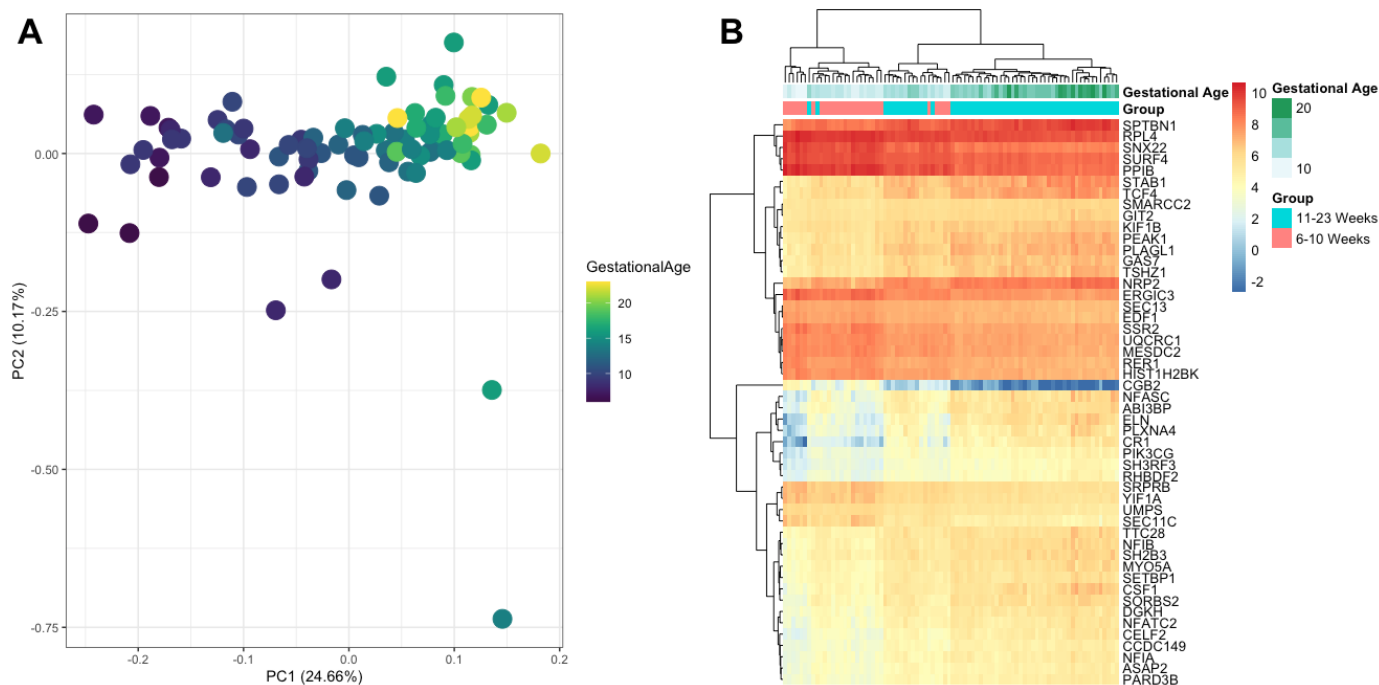 A
0.00
-0.25
-0.50
-0.75
PC2 (10.17%)
-0.2
-0.1
0.0
0.1
0.2
PC1 (24.66%)
GestationalAge
20
15
10
B
Gestational Age
Group
SPTBN1
RPL4
SNX22
SURF4
PPIB
STAB1
TCF4
SMARCC2
GIT2
KIF1B
PEAK1
PLAGL1
GAS7
TSHZ1
NRP2
ERGIC3
SEC13
EDF1
SSR2
UQCRC1
MESDC2
RER1
HIST1H2BK
CGB2
NFASC
ABI3BP
ELN
PLXNA4
CR1
PIK3CG
SH3RF3
RHBDF2
SRPRB
YIF1A
UMPS
SEC11C
TTC28
NFIB
SH2B3
MYO5A
SETBP1
CSF1
SORBS2
DGKH
NFATC2
CELF2
CCDC149
NFIA
ASAP2
PARD3B
10
8
6
4
2
0
-2
Gestational Age
20
10
Group
11-23 Weeks
6-10 Weeks